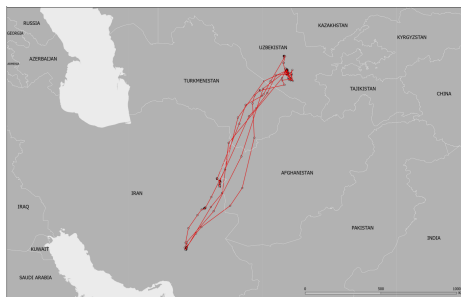 RUSSIA
KAZAKHSTAN
GEORGIA
UZBEKISTAN
KYRGYZSTAN
AZERBAIJAN
TURKMENISTAN
TAJIKISTAN
CHINA
AFGHANISTAN
IRAN
IRAQ
PAKISTAN
INDIA
KUWAIT
SAUDI ARABIA
0 500 1000